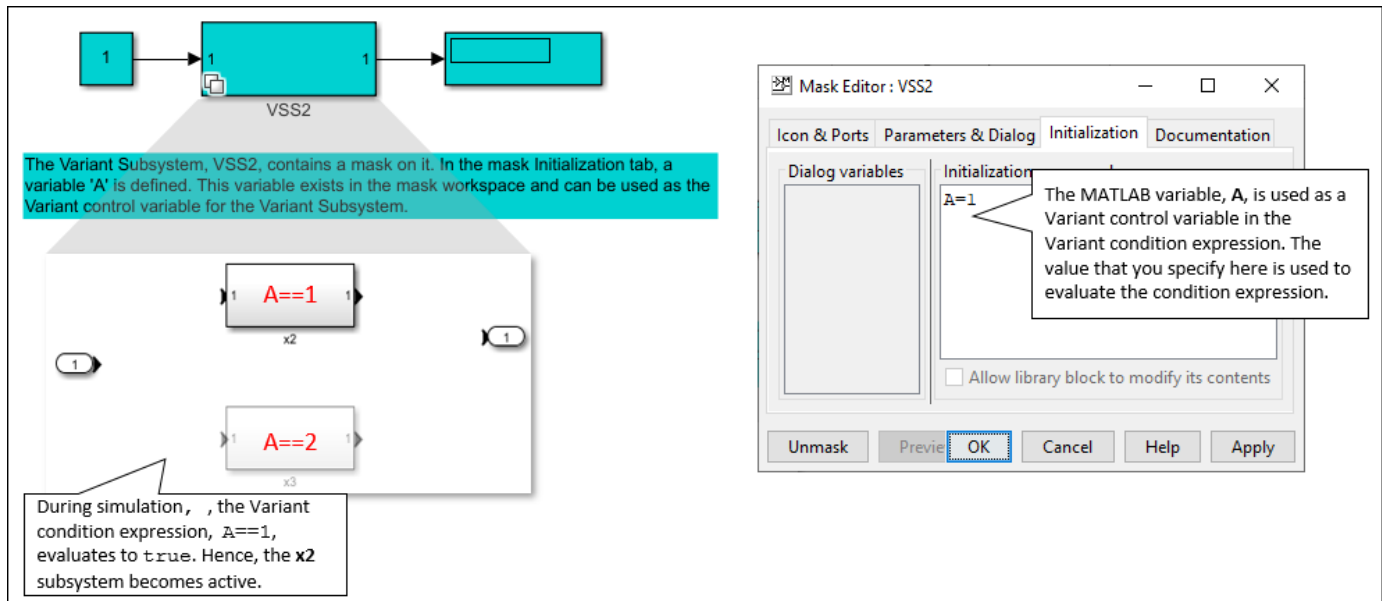 1
1
1
VSS2
The Variant Subsystem, VSS2, contains a mask on it. In the mask Initialization tab, a
variable 'A' is defined. This variable exists in the mask workspace and can be used as the
Variant control variable for the Variant Subsystem.
1
A==1
1
x2
1
1
1
A==2
1
x3
During simulation, , the Variant
condition expression, A==1,
evaluates to true. Hence, the x2
subsystem becomes active.
Mask Editor : VSS2
Icon & Ports
Parameters & Dialog
Initialization
Documentation
Dialog variables
Initialization
A=1
The MATLAB variable, A, is used as a
Variant control variable in the
Variant condition expression. The
value that you specify here is used to
evaluate the condition expression.
Allow library block to modify its contents
Unmask
Previe
OK
Cancel
Help
Apply